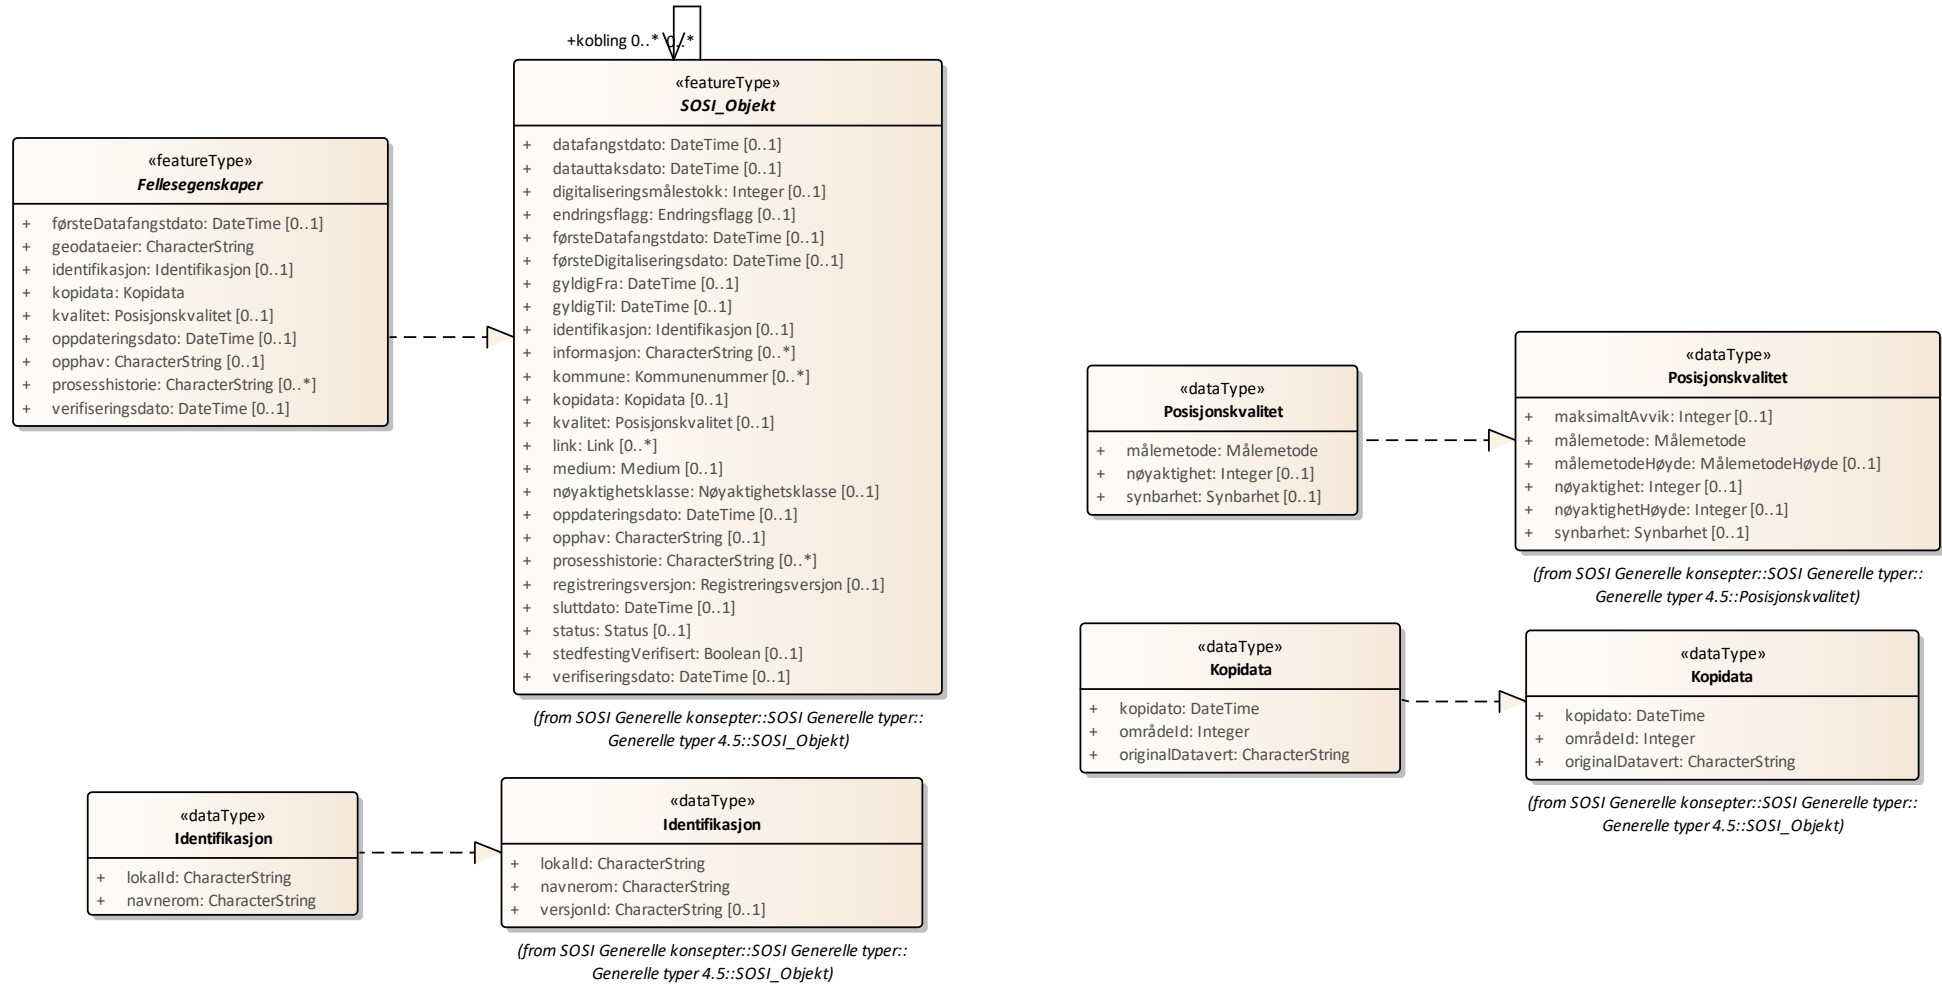 +kobling 0..* 0..*
«featureType»
SOSI_Objekt
+ datafangstdato: DateTime [0..1]
+ datauttaksdato: DateTime [0..1]
+ digitaliseringsmålestokk: Integer [0..1]
+ endringsflagg: Endringsflagg [0..1]
+ førsteDatafangstdato: DateTime [0..1]
+ førsteDigitaliseringsdato: DateTime [0..1]
+ gyldigFra: DateTime [0..1]
+ gyldigTil: DateTime [0..1]
+ identifikasjon: Identifikasjon [0..1]
+ informasjon: CharacterString [0..*]
+ kommune: Kommunenummer [0..*]
+ kopidata: Kopidata [0..1]
+ kvalitet: Posisjonskvalitet [0..1]
+ link: Link [0..*]
+ medium: Medium [0..1]
+ nøyaktighetsklasse: Nøyaktighetsklasse [0..1]
+ oppdateringsdato: DateTime [0..1]
+ opphav: CharacterString [0..1]
+ prosesshistorie: CharacterString [0..*]
+ registreringsversjon: Registreringsversjon [0..1]
+ sluttdato: DateTime [0..1]
+ status: Status [0..1]
+ stedfestingVerifisert: Boolean [0..1]
+ verifiseringsdato: DateTime [0..1]
(from SOSI Generelle konsepter::SOSI Generelle typer::
Generelle typer 4.5::SOSI_Objekt)
«featureType»
Fellesegenskaper
+ førsteDatafangstdato: DateTime [0..1]
+ geodataeier: CharacterString
+ identifikasjon: Identifikasjon [0..1]
+ kopidata: Kopidata
+ kvalitet: Posisjonskvalitet [0..1]
+ oppdateringsdato: DateTime [0..1]
+ opphav: CharacterString [0..1]
+ prosesshistorie: CharacterString [0..*]
+ verifiseringsdato: DateTime [0..1]
«dataType»
Posisjonskvalitet
+ målemetode: Målemetode
+ nøyaktighet: Integer [0..1]
+ synbarhet: Synbarhet [0..1]
«dataType»
Posisjonskvalitet
+ maksimaltAvvik: Integer [0..1]
+ målemetode: Målemetode
+ målemetodeHøyde: MålemetodeHøyde [0..1]
+ nøyaktighet: Integer [0..1]
+ nøyaktighetHøyde: Integer [0..1]
+ synbarhet: Synbarhet [0..1]
(from SOSI Generelle konsepter::SOSI Generelle typer::
Generelle typer 4.5::Posisjonskvalitet)
«dataType»
Kopidata
+ kopidato: DateTime
+ områdeId: Integer
+ originalDatavert: CharacterString
«dataType»
Kopidata
+ kopidato: DateTime
+ områdeId: Integer
+ originalDatavert: CharacterString
(from SOSI Generelle konsepter::SOSI Generelle typer::
Generelle typer 4.5::SOSI_Objekt)
«dataType»
Identifikasjon
+ lokalId: CharacterString
+ navnerom: CharacterString
«dataType»
Identifikasjon
+ lokalId: CharacterString
+ navnerom: CharacterString
+ versjonId: CharacterString [0..1]
(from SOSI Generelle konsepter::SOSI Generelle typer::
Generelle typer 4.5::SOSI_Objekt)